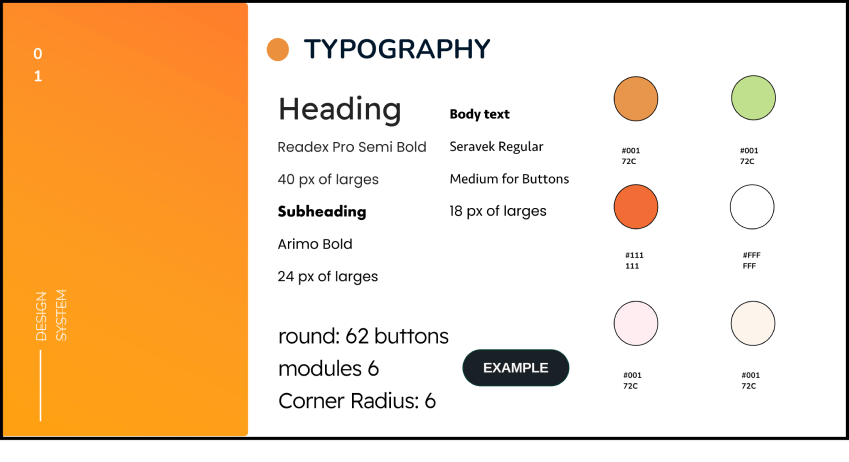 0
1
DESIGN
SYSTEM
TYPOGRAPHY
Heading
Readex Pro Semi Bold
40 px of larges
Subheading
Arimo Bold
24 px of larges
Body text
Seravek Regular
Medium for Buttons
18 px of larges
round: 62 buttons
modules 6
Corner Radius: 6
EXAMPLE
#001
72C
#001
72C
#111
111
#FFF
FFF
#001
72C
#001
72C